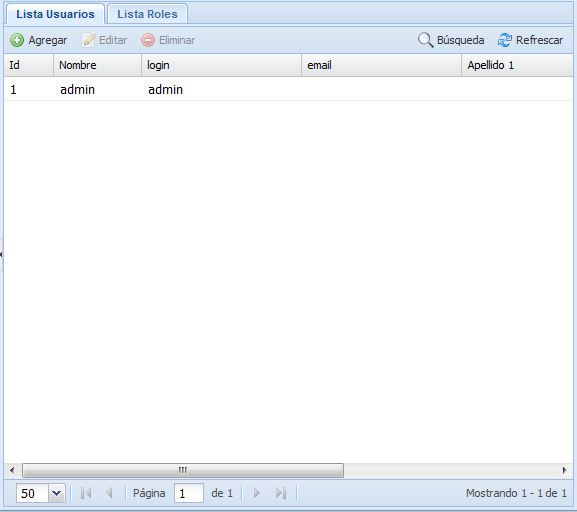 Lista Usuarios Lista Roles
Agregar Editar Eliminar Búsqueda Refrescar
Id Nombre login email Apellido 1
1 admin admin
50 Página 1 de 1 Mostrando 1 - 1 de 1